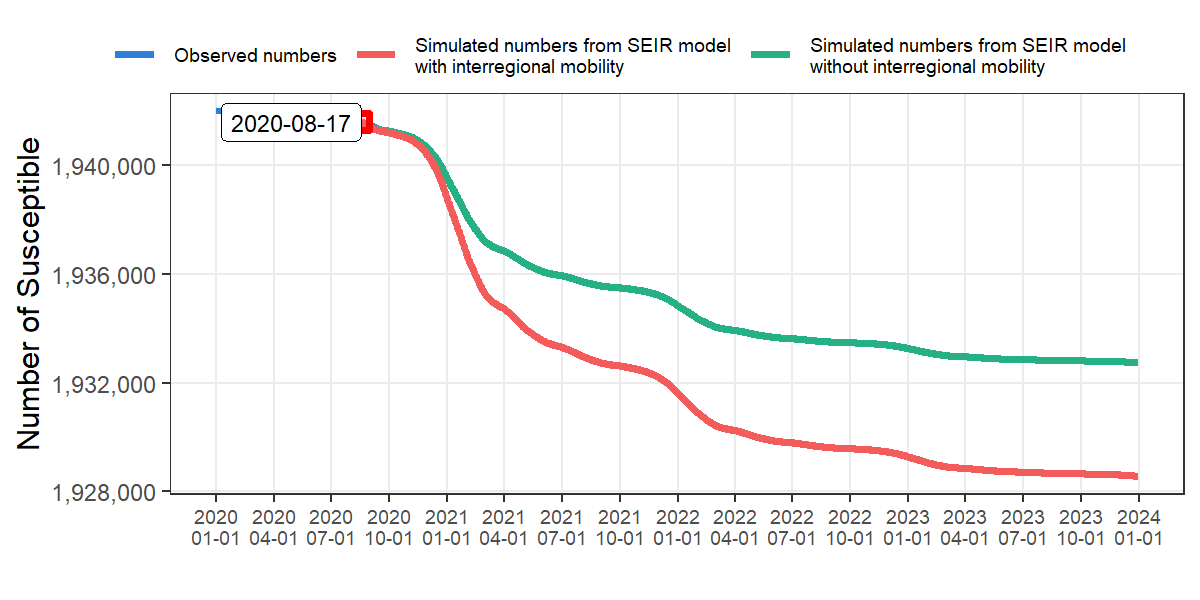 Observed numbers
Simulated numbers from SEIR model
with interregional mobility
Simulated numbers from SEIR model
without interregional mobility
2020-08-17
Number of Susceptible
1,940,000
1,936,000
1,932,000
1,928,000
2020 2020 2020 2020 2021 2021 2021 2021 2022 2022 2022 2022 2023 2023 2023 2023 2024
01-01 04-01 07-01 10-01 01-01 04-01 07-01 10-01 01-01 04-01 07-01 10-01 01-01 04-01 07-01 10-01 01-01